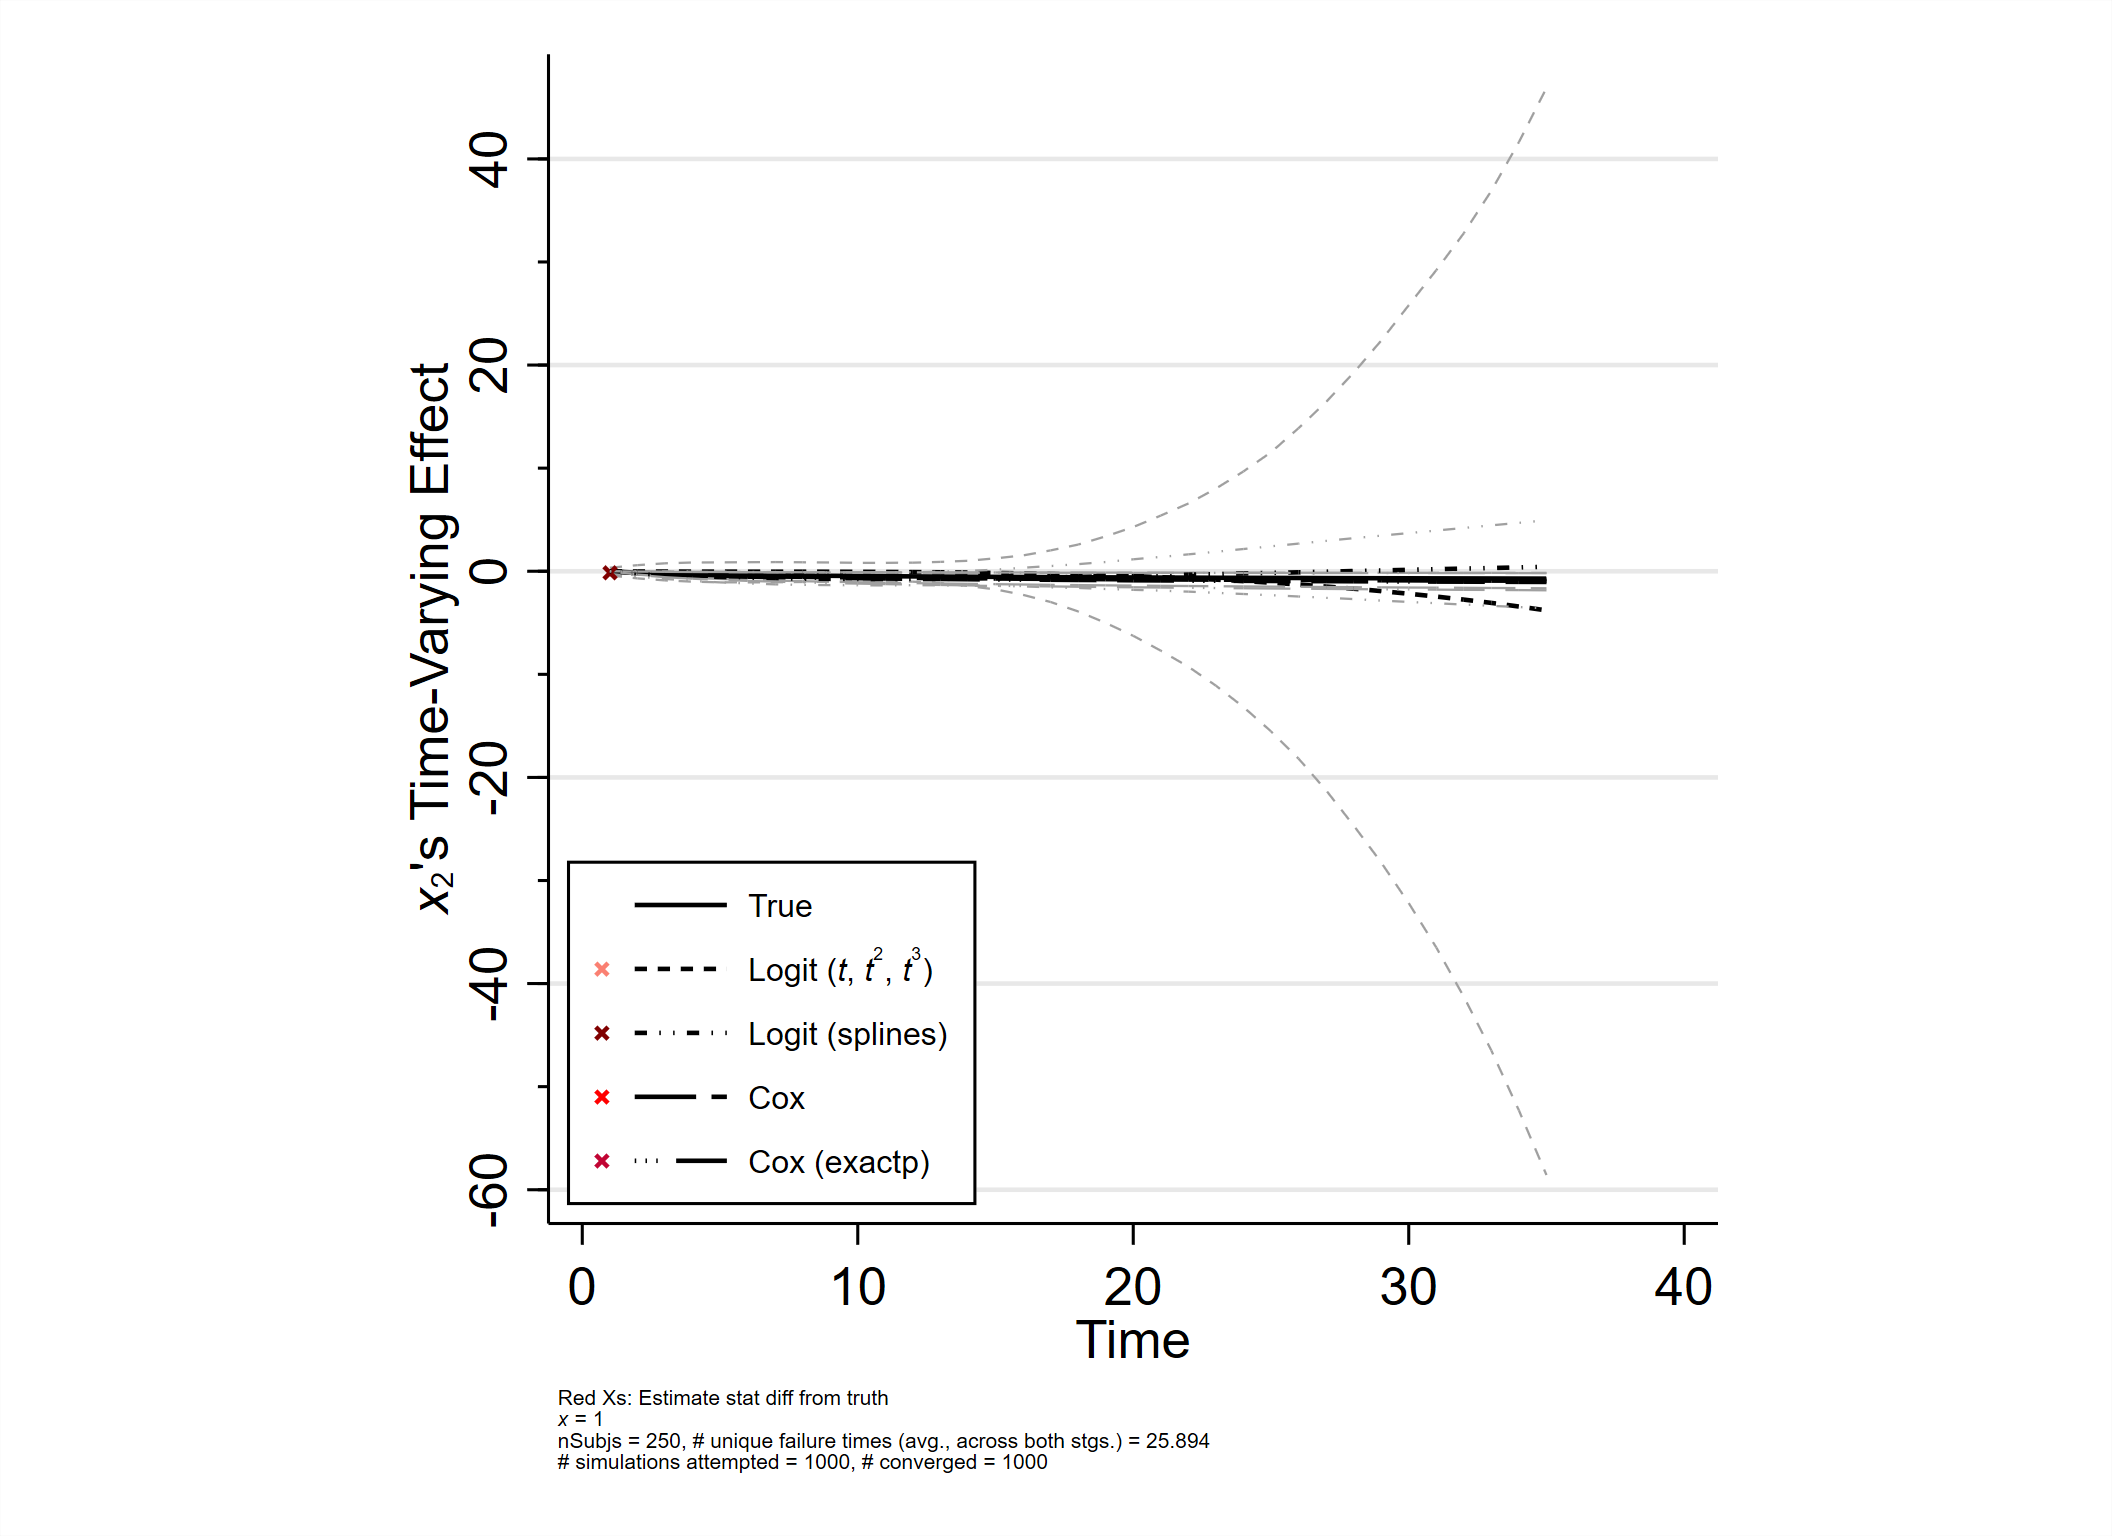 x₂'s Time-Varying Effect
40
20
0
-20
-40
-60
True
Logit (t, t², t³)
Logit (splines)
Cox
Cox (exactp)
0 10 20 30 40
Time
Red Xs: Estimate stat diff from truth
x = 1
nSubjs = 250, # unique failure times (avg., across both stgs.) = 25.894
# simulations attempted = 1000, # converged = 1000